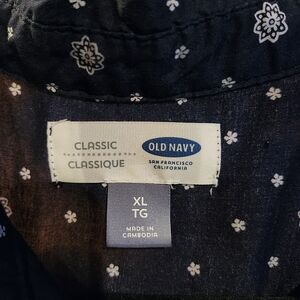 CLASSIC
CLASSIQUE
OLD NAVY
SAN FRANCISCO
CALIFORNIA
XL
TG
MADE IN
CAMBODIA